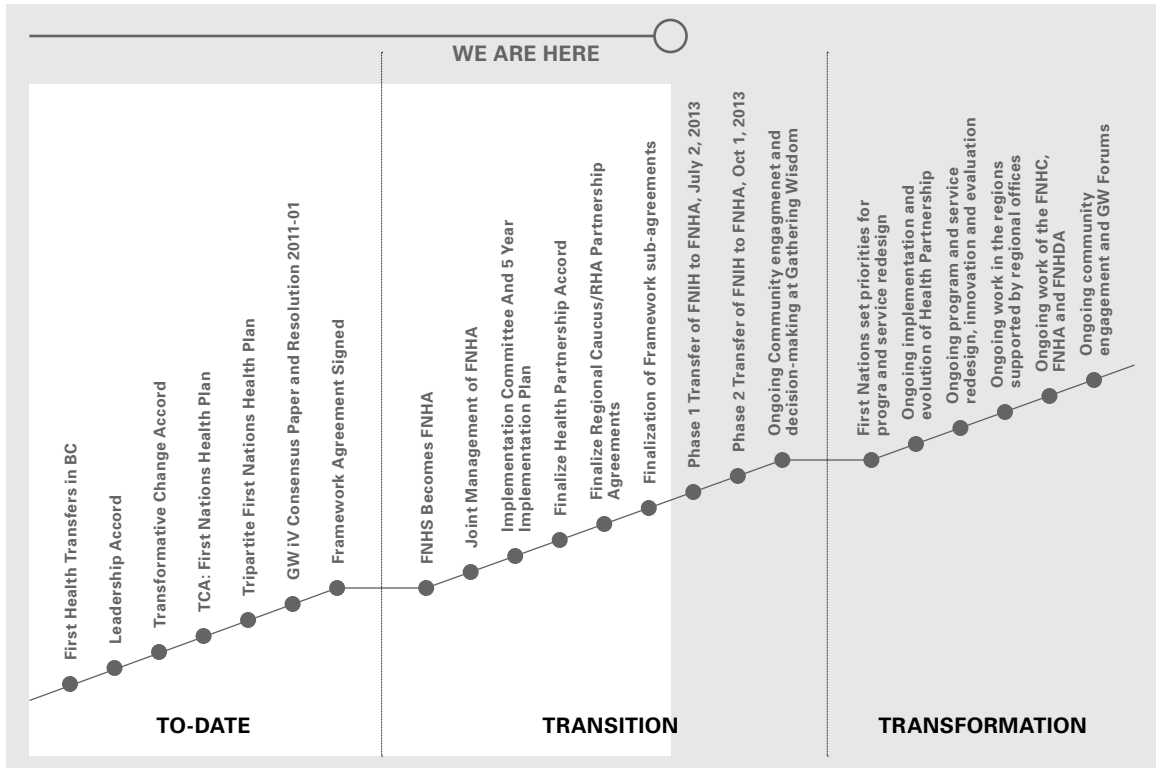 WE ARE HERE
First Health Transfers in BC
Leadership Accord
Transformative Change Accord
TCA: First Nations Health Plan
Tripartite First Nations Health Plan
GW iV Consensus Paper and Resolution 2011-01
Framework Agreement Signed
FNHS Becomes FNHA
Joint Management of FNHA
Implementation Committee And 5 Year
Implementation Plan
Finalize Health Partnership Accord
Finalize Regional Caucus/RHA Partnership
Agreements
Finalization of Framework sub-agreements
Phase 1 Transfer of FNIH to FNHA, July 2, 2013
Phase 2 Transfer of FNIH to FNHA, Oct 1, 2013
Ongoing Community engagmenet and
decision-making at Gathering Wisdom
First Nations set priorities for
progra and service redesign
Ongoing implementation and
evolution of Health Partnership
Ongoing program and service
redesign, innovation and evaluation
Ongoing work in the regions
supported by regional offices
Ongoing work of the FNHC,
FNHA and FNHDA
Ongoing community
engagement and GW Forums
TO-DATE
TRANSITION
TRANSFORMATION